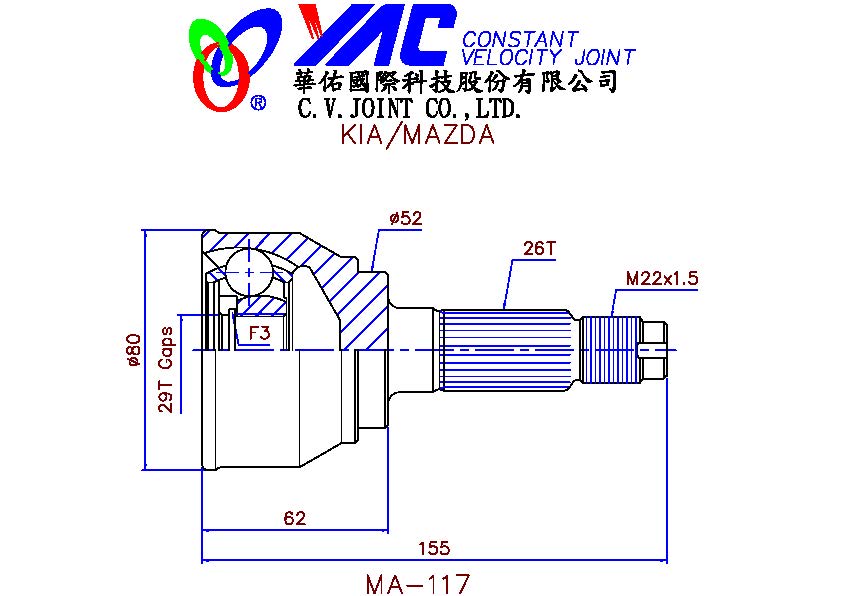 YAC CONSTANT
VELOCITY JOINT
®
華佑國際科技股份有限公司
C.V.JOINT CO.,LTD.
KIA/MAZDA
ø52
26T
M22x1.5
F3
ø80
29T Gaps
62
155
MA-117